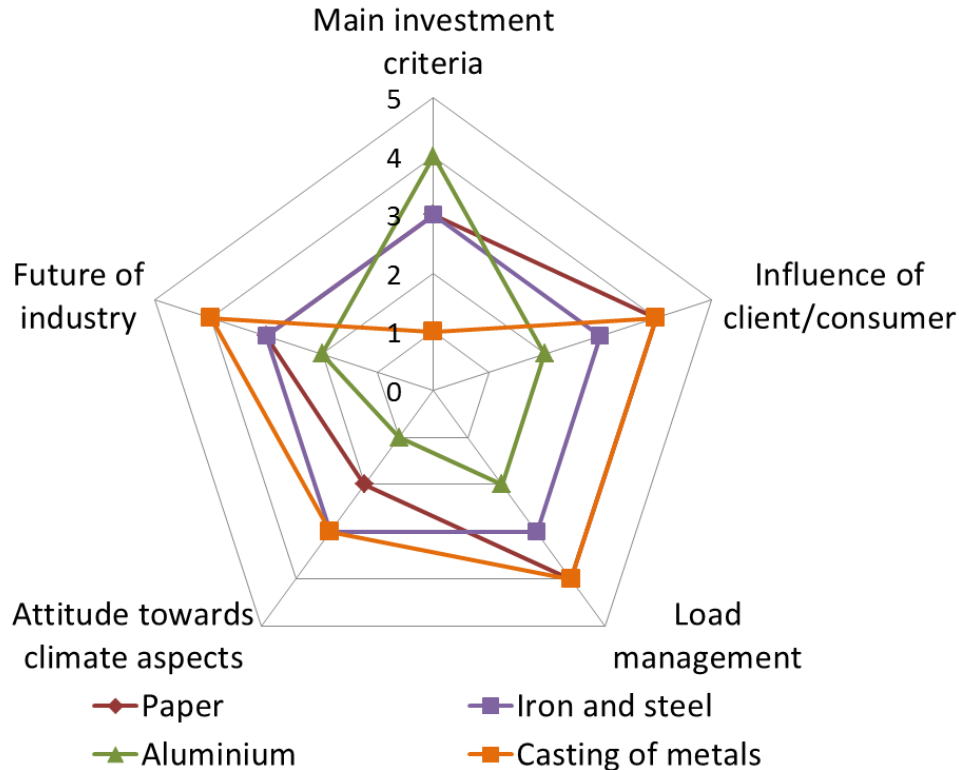 Main investment
criteria
5
4
3
2
1
0
Future of
industry
Influence of
client/consumer
Attitude towards
climate aspects
Load
management
Paper
Iron and steel
Aluminium
Casting of metals